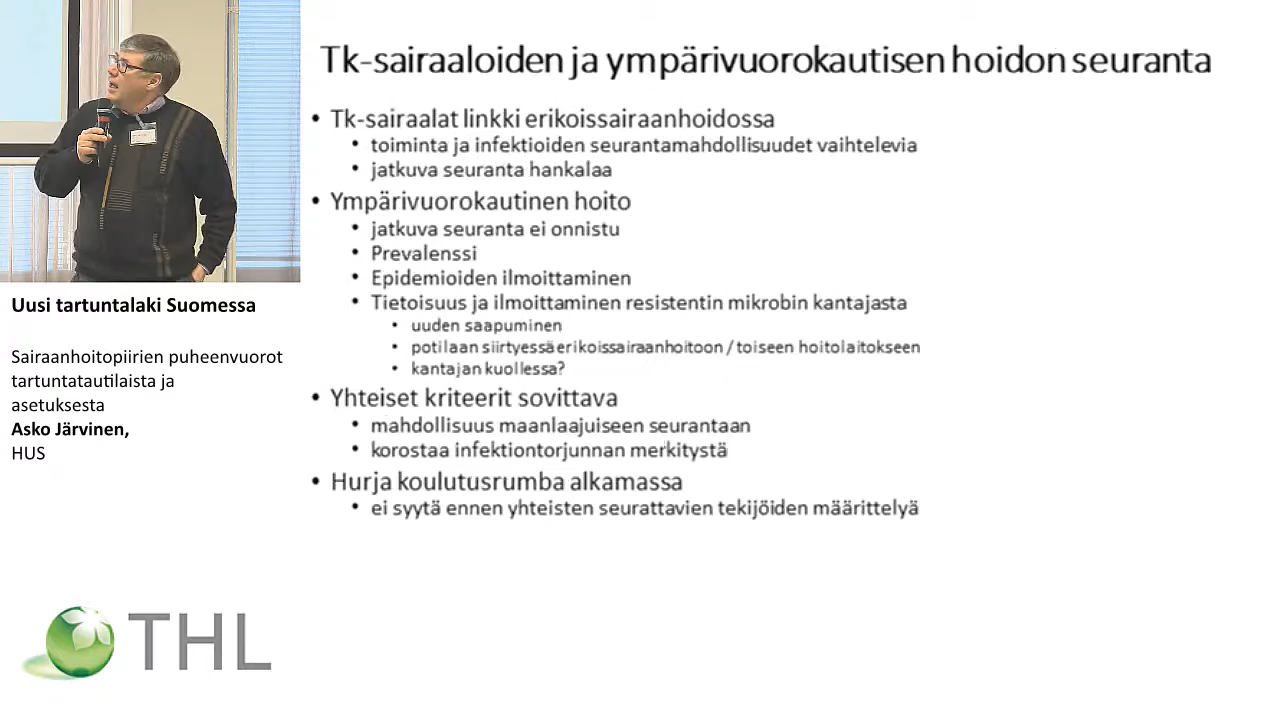 Tk-sairaaloiden ja ympärivuorokautisen hoidon seuranta
• Tk-sairaalat linkki erikoissairaanhoidossa
• toiminta ja infektioiden seurantamahdollisuudet vaihtelevia
• jatkuva seuranta hankalaa
• Ympärivuorokautinen hoito
• jatkuva seuranta ei onnistu
• Prevalenssi
• Epidemioiden ilmoittaminen
• Tietoisuus ja ilmoittaminen resistentin mikrobin kantajasta
• uuden saapuminen
• potilaan siirtyessä erikoissairaanhoitoon / toiseen hoitolaitokseen
• kantajan kuollessa?
• Yhteiset kriteerit sovittava
• mahdollisuus maanlaajuiseen seurantaan
• korostaa infektiontorjunnan merkitystä
• Hurja koulutusrumba alkamassa
• ei syytä ennen yhteisten seurattavien tekijöiden määrittelyä
Uusi tartuntalaki Suomessa
Sairaanhoitopiirien puheenvuorot
tartuntatautilaista ja
asetuksesta
Asko Järvinen,
HUS
THL